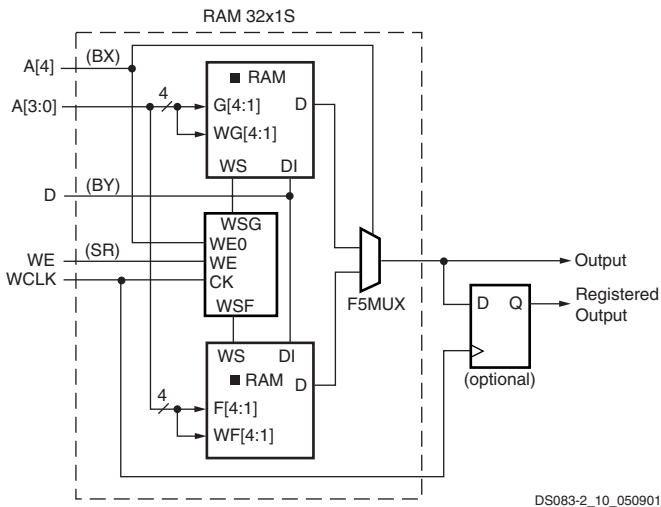 RAM 32x1S
A[4] (BX)
A[3:0] 4
RAM
G[4:1] D
WG[4:1]
WS DI
D (BY)
WSG
WE0
WE (SR) WE
WCLK CK
WSF
F5MUX
Output
D Q Registered
Output
(optional)
WS DI
RAM D
4 F[4:1]
WF[4:1]
DS083-2_10_050901